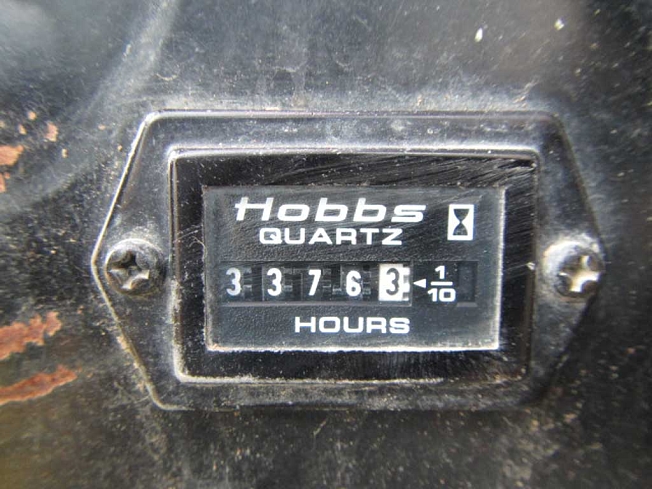 Hobbs
QUARTZ
3 3 7 6 3 ◄ 1/10
HOURS